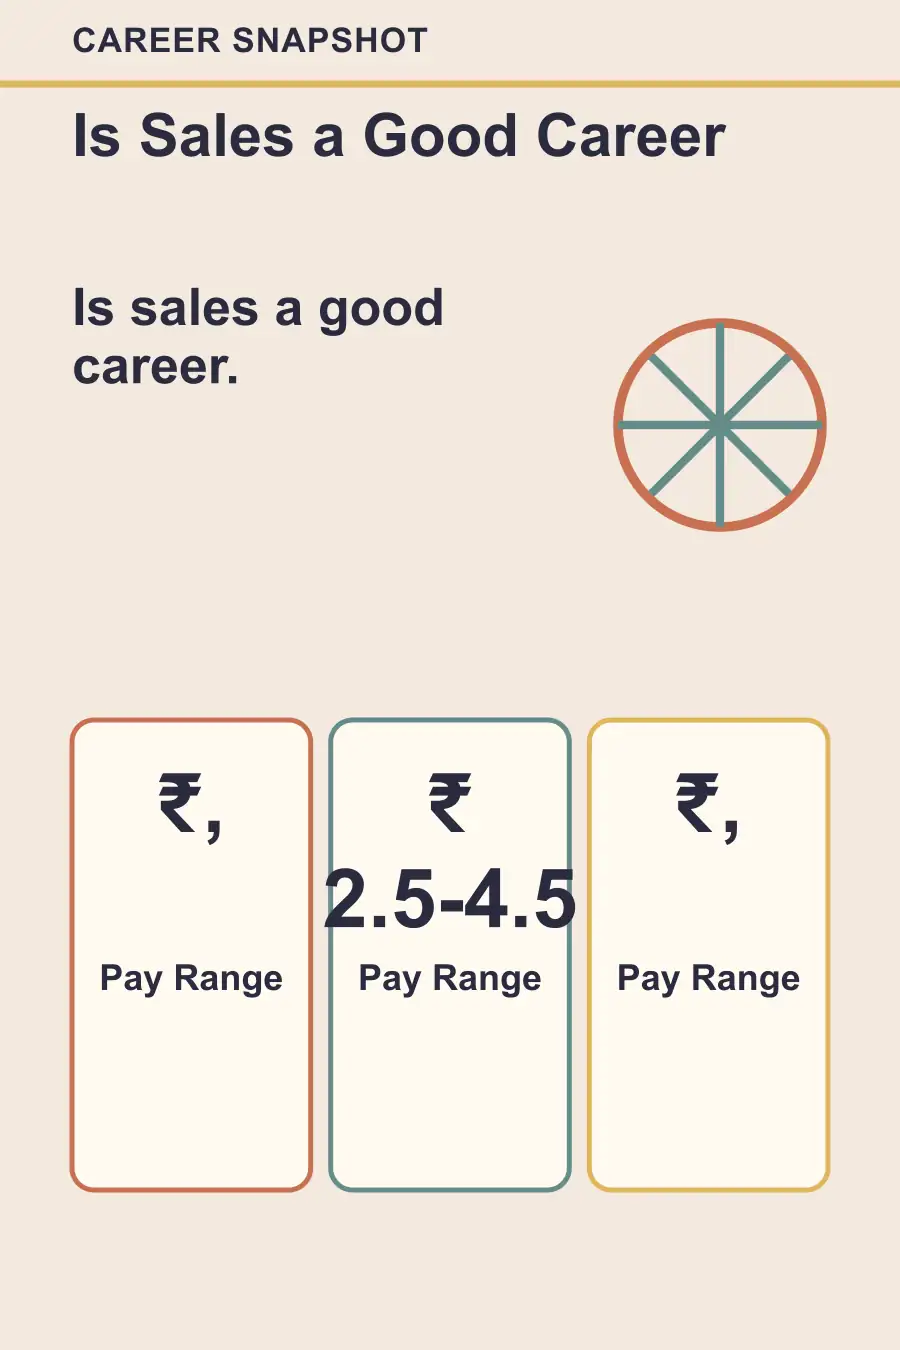 CAREER SNAPSHOT
Is Sales a Good Career
Is sales a good
career.
₹,
Pay Range
₹
2.5-4.5
Pay Range
₹,
Pay Range